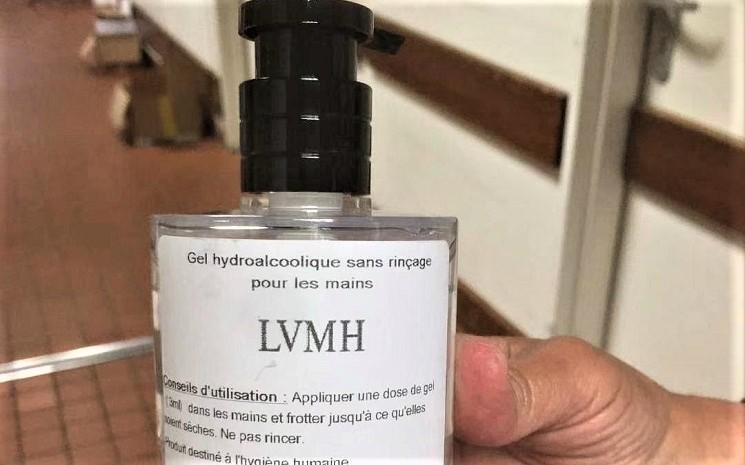 Gel hydroalcoolique sans rinçage
pour les mains
LVMH
Conseils d'utilisation : Appliquer une dose de gel
(3ml) dans les mains et frotter jusqu'à ce qu'elles
soient sèches. Ne pas rincer.
Produit destiné à l'hygiène humaine